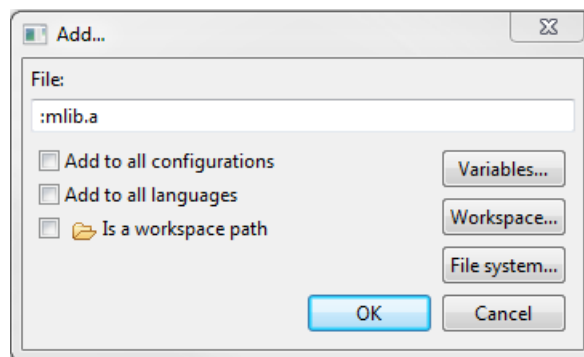 Add...
File:
:mlib.a
Add to all configurations
Variables...
Add to all languages
Workspace...
Is a workspace path
File system...
OK
Cancel